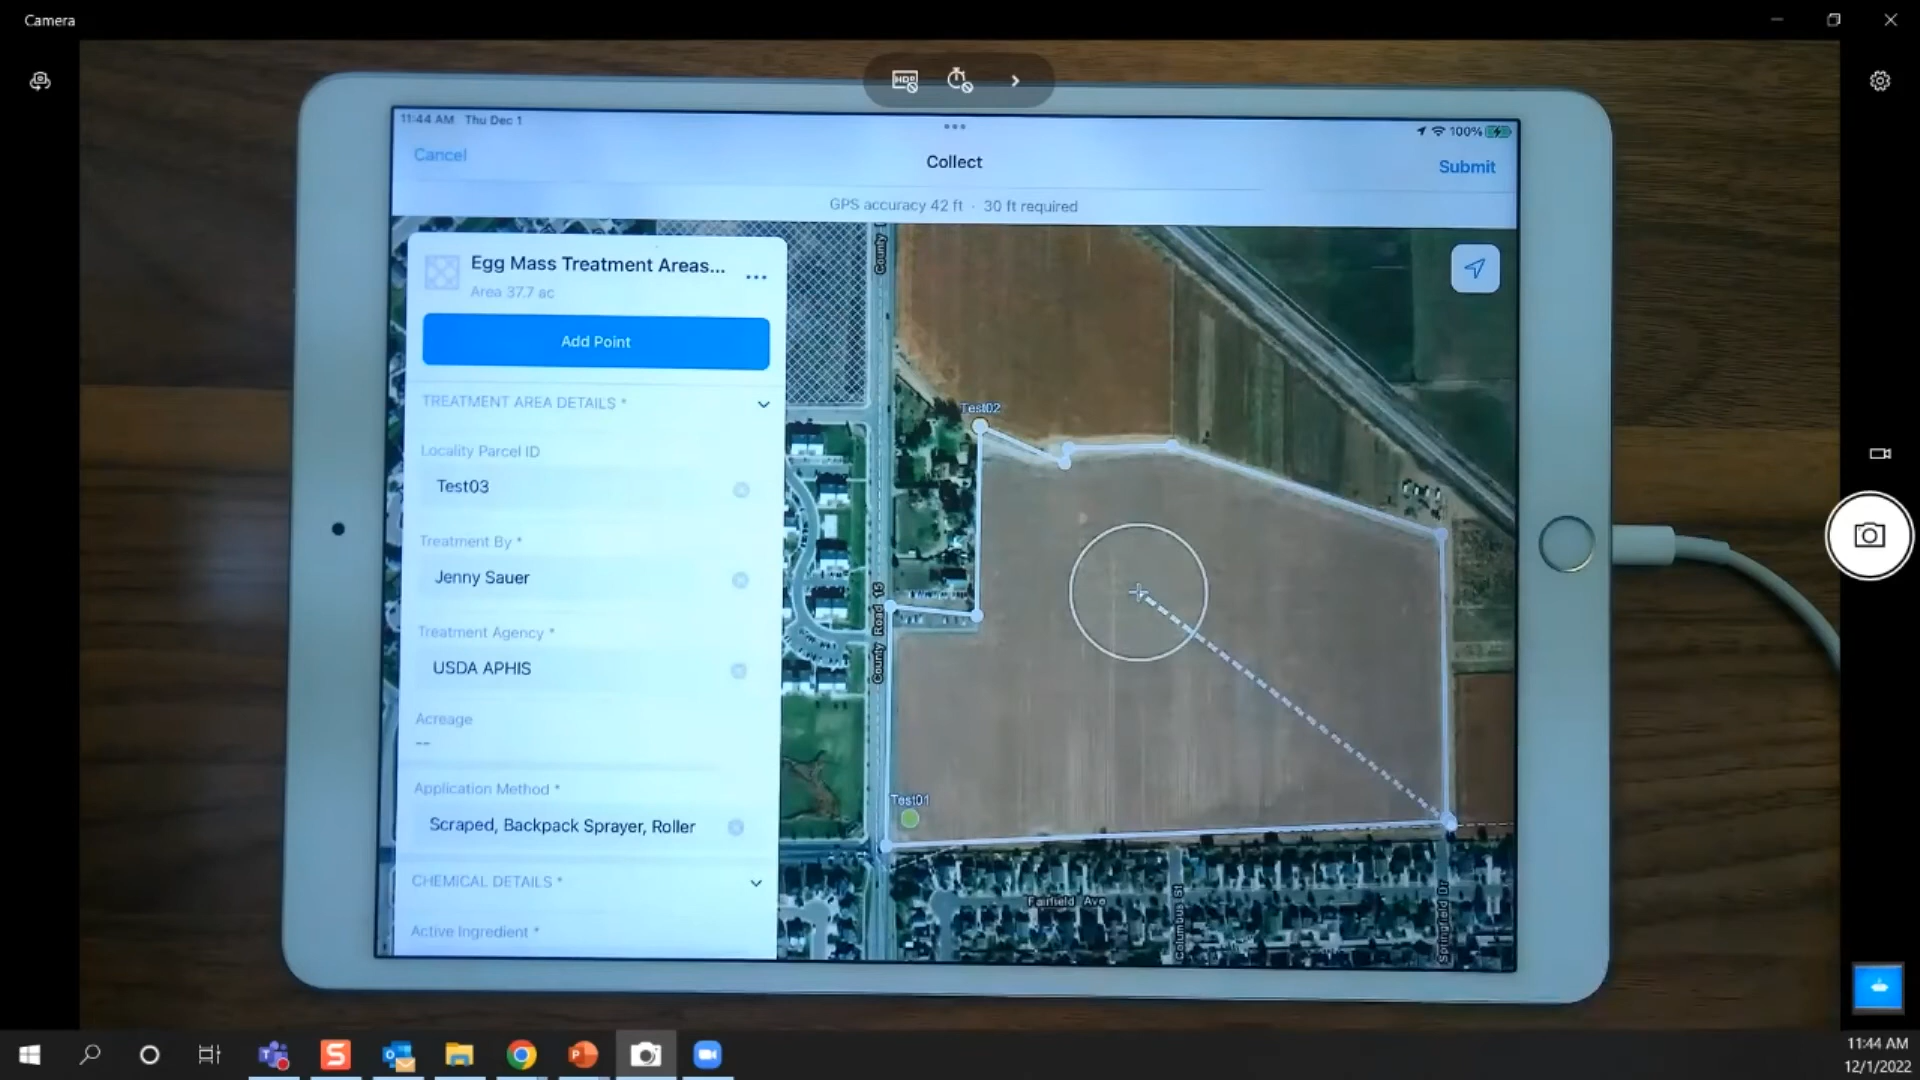 Camera
HDR
11:44 AM Thu Dec 1
100%
Cancel
Collect
Submit
GPS accuracy 42 ft · 30 ft required
Egg Mass Treatment Areas...
Area 37.7 ac
Add Point
TREATMENT AREA DETAILS *
Locality Parcel ID
Test03
Treatment By *
Jenny Sauer
Treatment Agency *
USDA APHIS
Acreage
--
Application Method *
Scraped, Backpack Sprayer, Roller
CHEMICAL DETAILS *
Active Ingredient *
County
Test02
County Road 15
Test01
Fairfield Ave
Columbus St
Springfield Dr
11:44 AM
12/1/2022